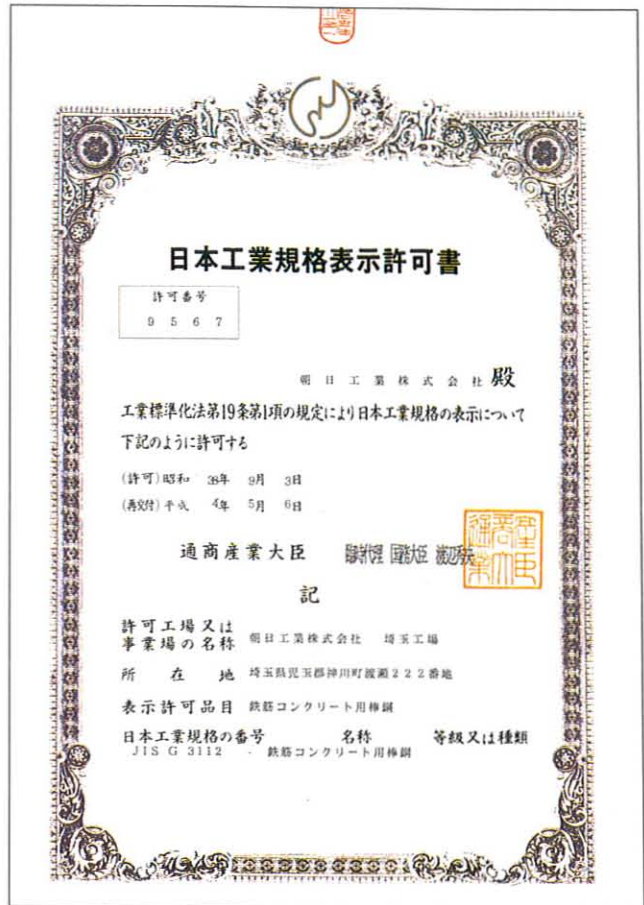 日本工業規格表示許可書
許可番号
9567
朝日工業株式会社 殿
工業標準化法第19条第1項の規定により日本工業規格の表示について
下記のように許可する
(許可)昭和 38年 9月 3日
(再交付)平成 4年 5月 6日
通商産業大臣 臨時代理 国務大臣
記
許可工場又は
事業場の名称 朝日工業株式会社 埼玉工場
所在地 埼玉県児玉郡神川町渡瀬222番地
表示許可品目 鉄筋コンクリート用棒鋼
日本工業規格の番号 名称 等級又は種類
JIS G 3112 鉄筋コンクリート用棒鋼